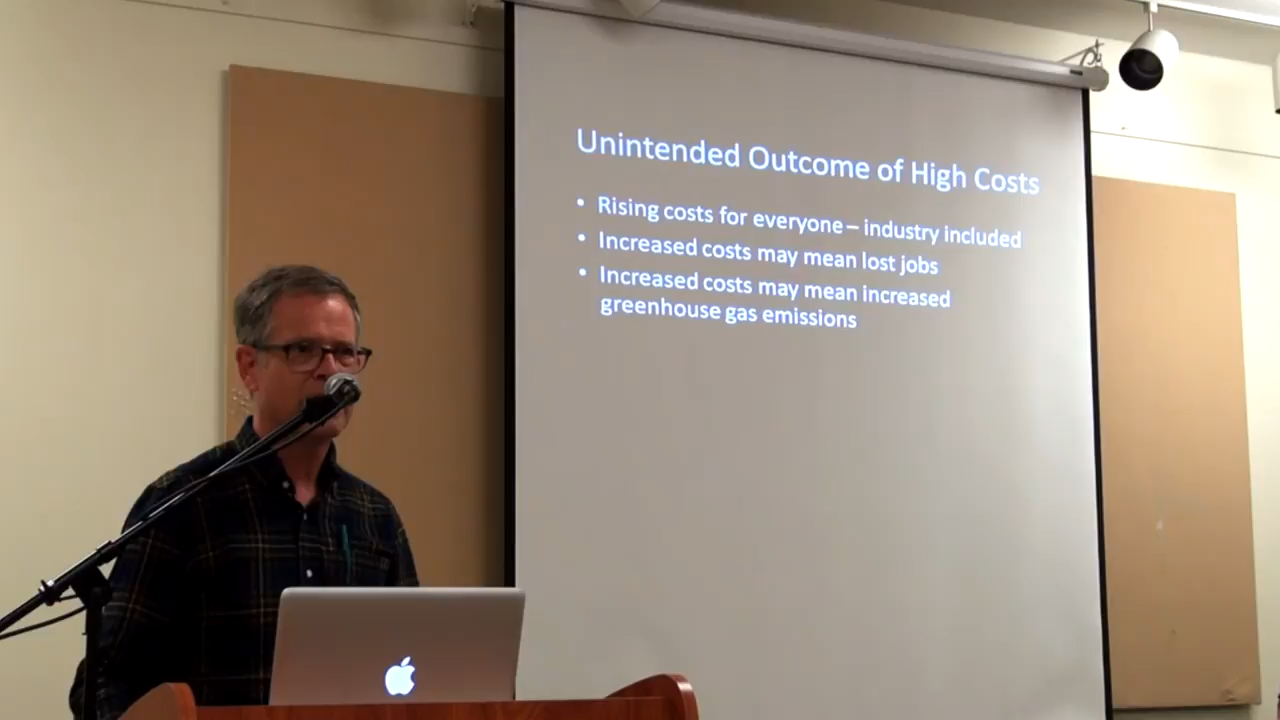 Unintended Outcome of High Costs
• Rising costs for everyone – industry included
• Increased costs may mean lost jobs
• Increased costs may mean increased
greenhouse gas emissions